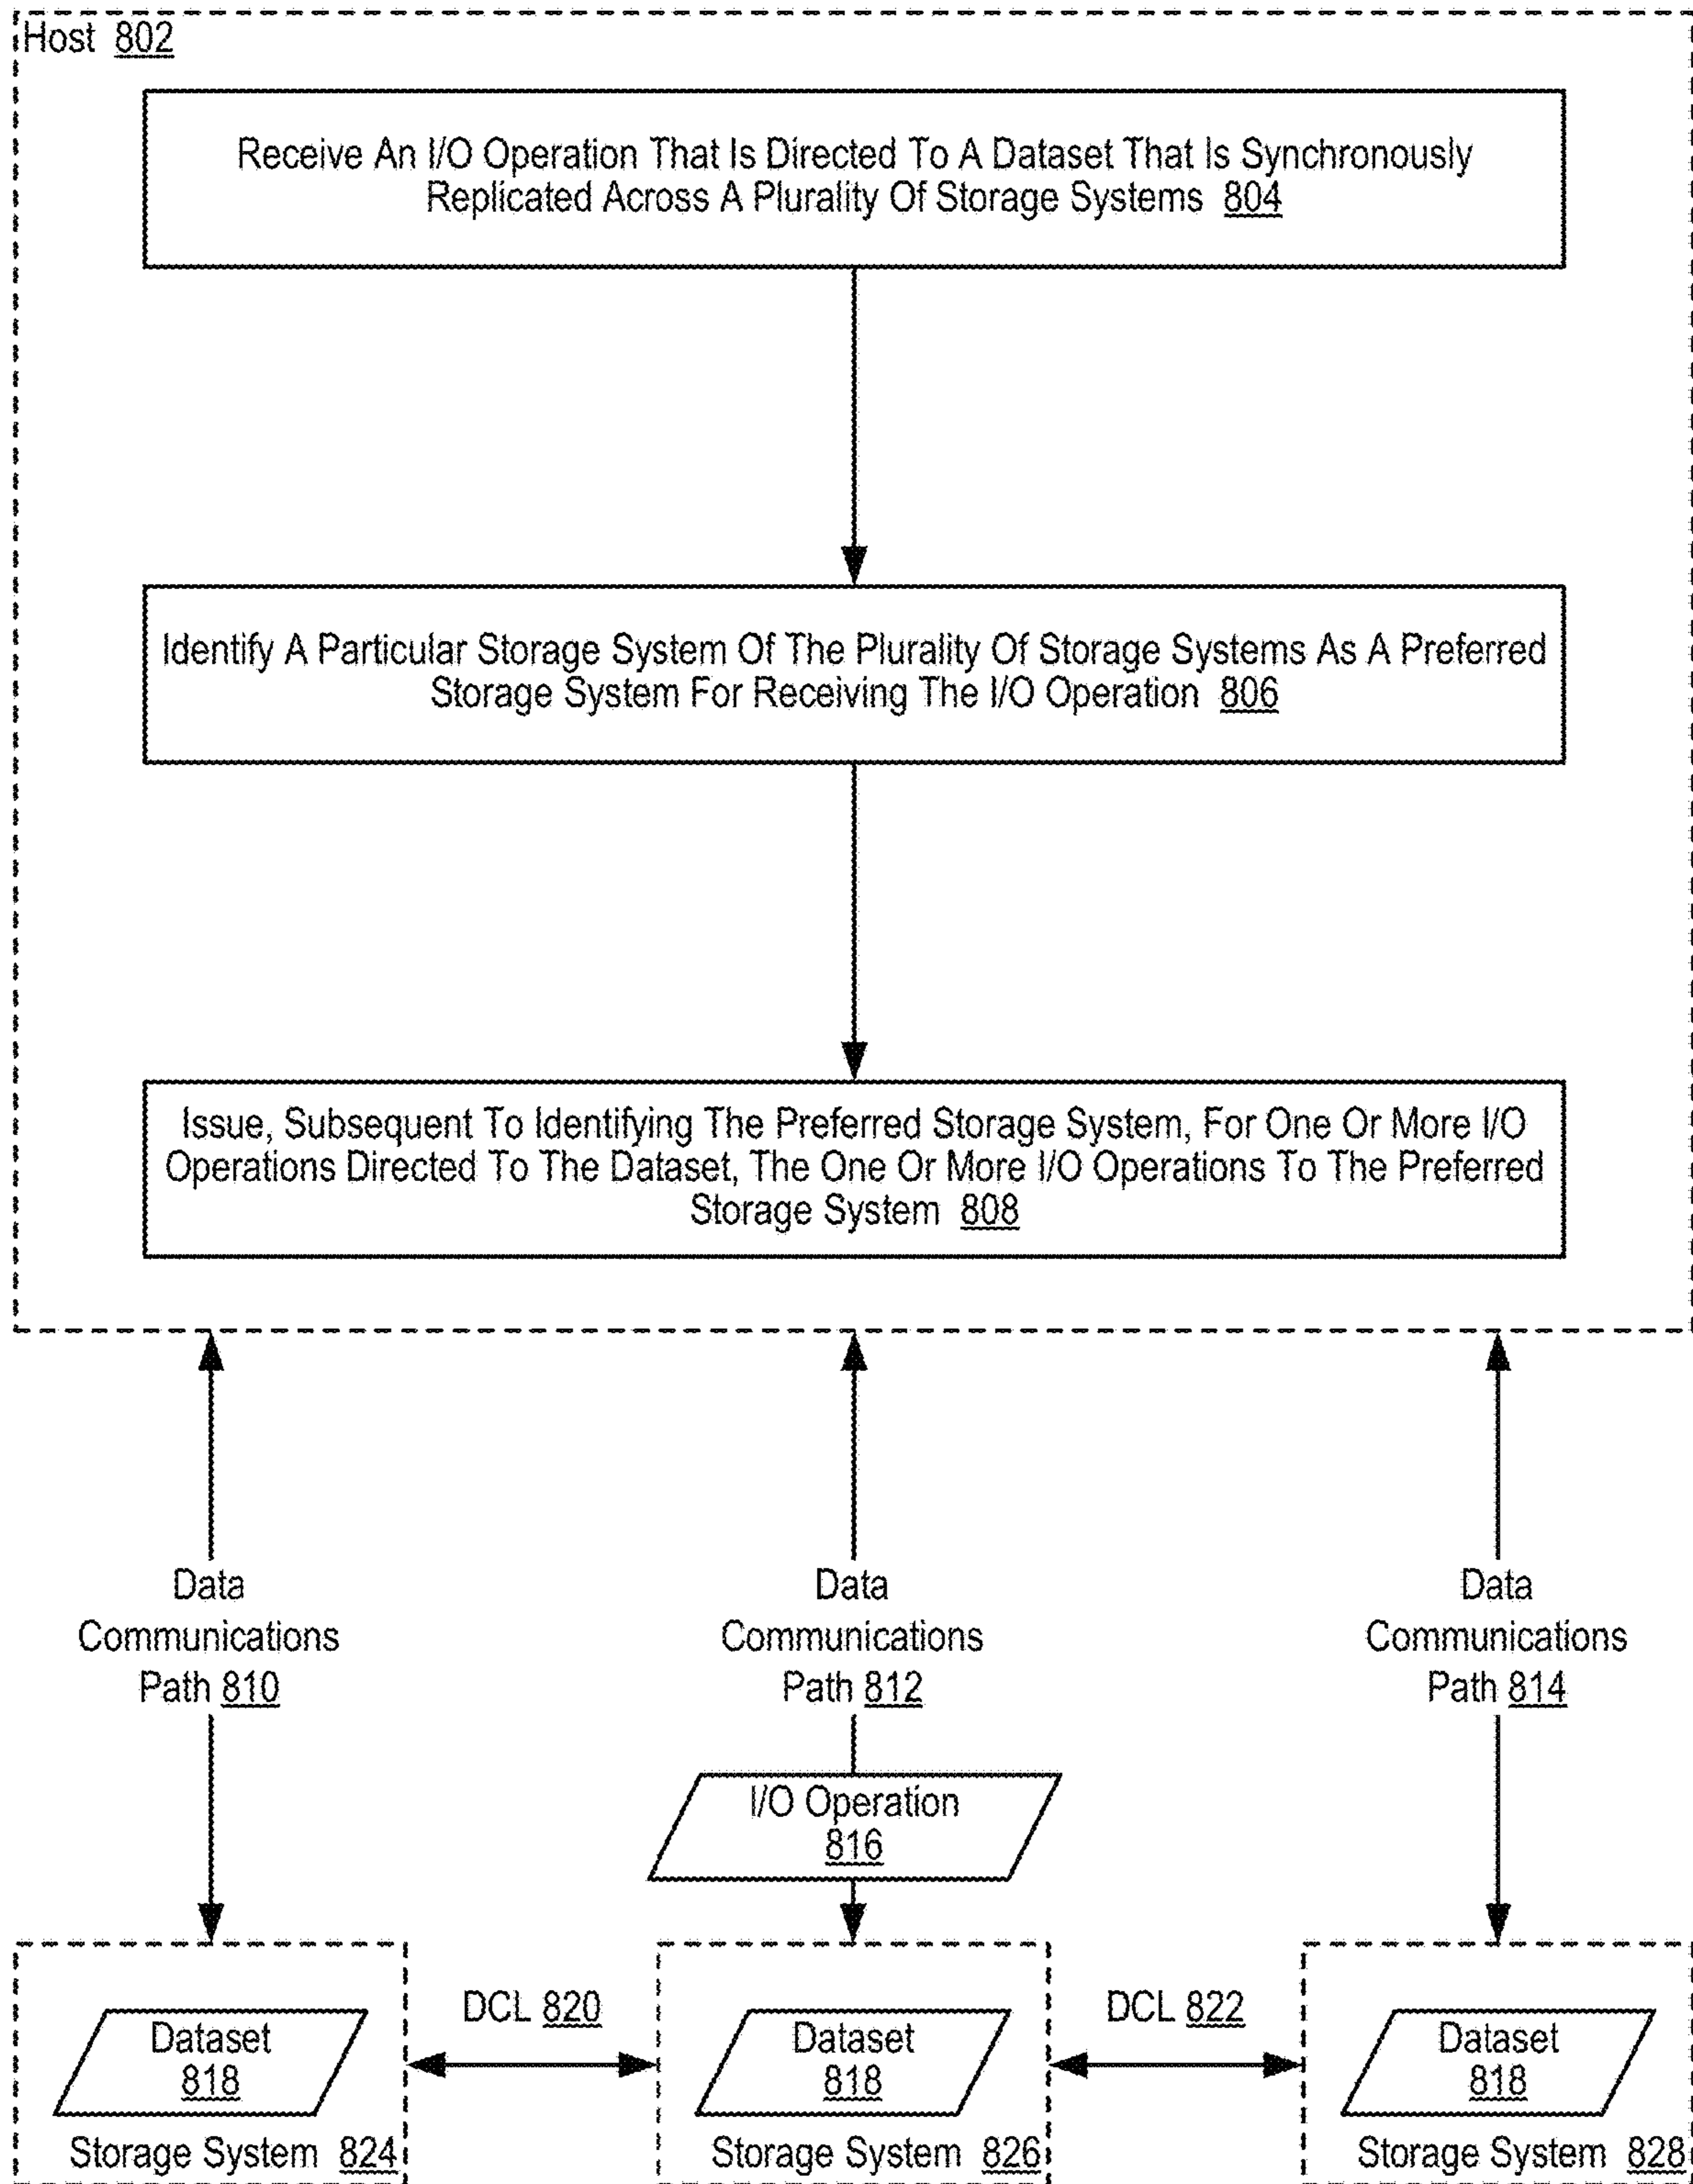 Host 802
Receive An I/O Operation That Is Directed To A Dataset That Is Synchronously
Replicated Across A Plurality Of Storage Systems 804
Identify A Particular Storage System Of The Plurality Of Storage Systems As A Preferred
Storage System For Receiving The I/O Operation 806
Issue, Subsequent To Identifying The Preferred Storage System, For One Or More I/O
Operations Directed To The Dataset, The One Or More I/O Operations To The Preferred
Storage System 808
Data
Communications
Path 810
Data
Communications
Path 812
Data
Communications
Path 814
I/O Operation
816
Dataset
818
Storage System 824
DCL 820
Dataset
818
Storage System 826
DCL 822
Dataset
818
Storage System 828